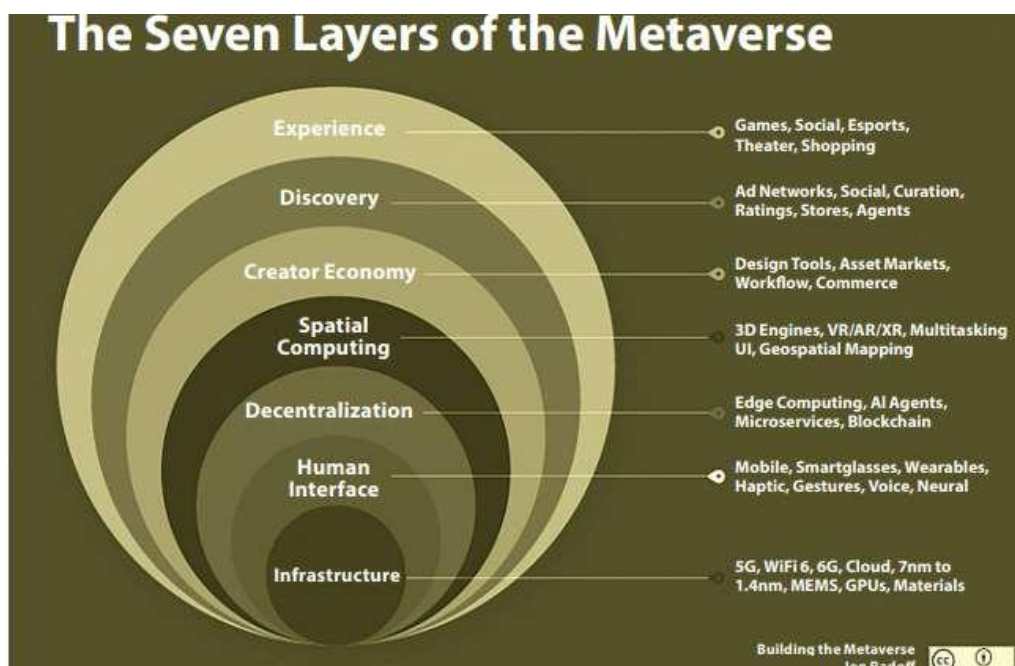 The Seven Layers of the Metaverse
Experience
Games, Social, Esports,
Theater, Shopping
Discovery
Ad Networks, Social, Curation,
Ratings, Stores, Agents
Creator Economy
Design Tools, Asset Markets,
Workflow, Commerce
Spatial
Computing
3D Engines, VR/AR/XR, Multitasking
UI, Geospatial Mapping
Decentralization
Edge Computing, AI Agents,
Microservices, Blockchain
Human
Interface
Mobile, Smartglasses, Wearables,
Haptic, Gestures, Voice, Neural
Infrastructure
5G, WiFi 6, 6G, Cloud, 7nm to
1.4nm, MEMS, GPUs, Materials
Building the Metaverse
Jon Radoff
cc